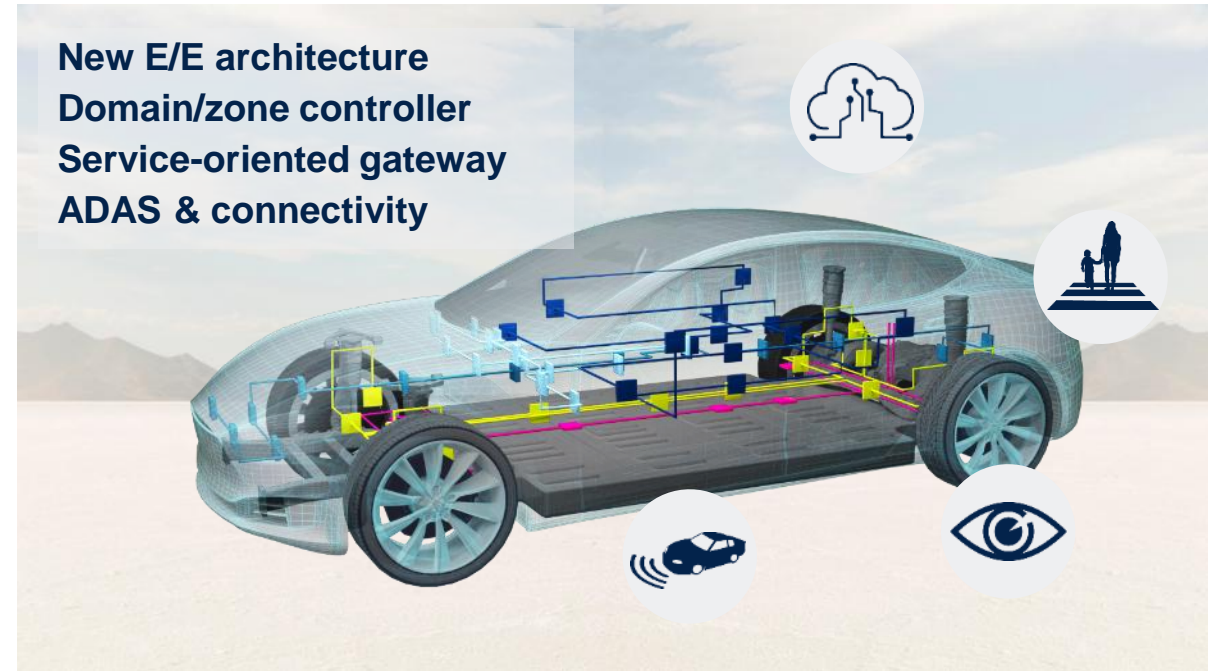 New E/E architecture
Domain/zone controller
Service-oriented gateway
ADAS & connectivity